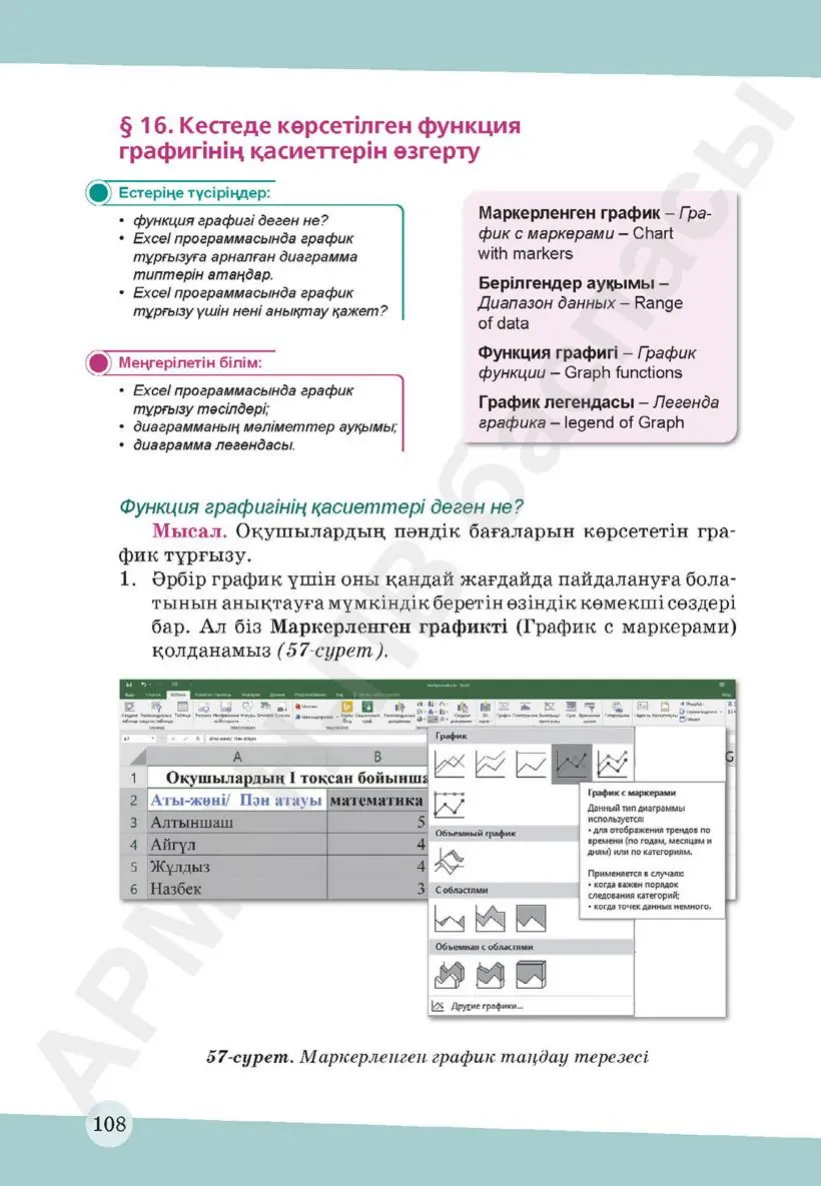 § 16. Кестеде көрсетілген функция
графигінің қасиеттерін өзгерту
Естеріңе түсіріңдер:
• функция графигі деген не?
• Excel программасында график
тұрғызуға арналған диаграмма
типтерін атаңдар.
• Excel программасында график
тұрғызу үшін нені анықтау қажет?
Меңгерілетін білім:
• Excel программасында график
тұрғызу тәсілдері;
• диаграмманың мәліметтер ауқымы;
• диаграмма легендасы.
Маркерленген график – Гра-
фик с маркерами – Chart
with markers
Берілгендер ауқымы –
Диапазон данных – Range
of data
Функция графигі – График
функции – Graph functions
График легендасы – Легенда
графика – legend of Graph
Функция графигінің қасиеттері деген не?
Мысал. Оқушылардың пәндік бағаларын көрсететін гра-
фик тұрғызу.
1. Әрбір график үшін оны қандай жағдайда пайдалануға бола-
тынын анықтауға мүмкіндік беретін өзіндік көмекші сөздері
бар. Ал біз Маркерленген графикті (График с маркерами)
қолданамыз (57-сурет).
A B G
1 Оқушылардың I тоқсан бойынша
2 Аты-жөні/ Пән атауы математика
3 Алтыншаш 5
4 Айгүл 4
5 Жұлдыз 4
6 Назбек 3
График
Объемный график
С областями
Объемная с областями
Другие графики...
График с маркерами
Данный тип диаграммы
используется:
• для отображения трендов по
времени (по годам, месяцам и
дням) или по категориям.
Применяется в случаях:
• когда важен порядок
следования категорий;
• когда точек данных немного.
57-сурет. Маркерленген график таңдау терезесі
108
АРМАН-ПВ баспасы